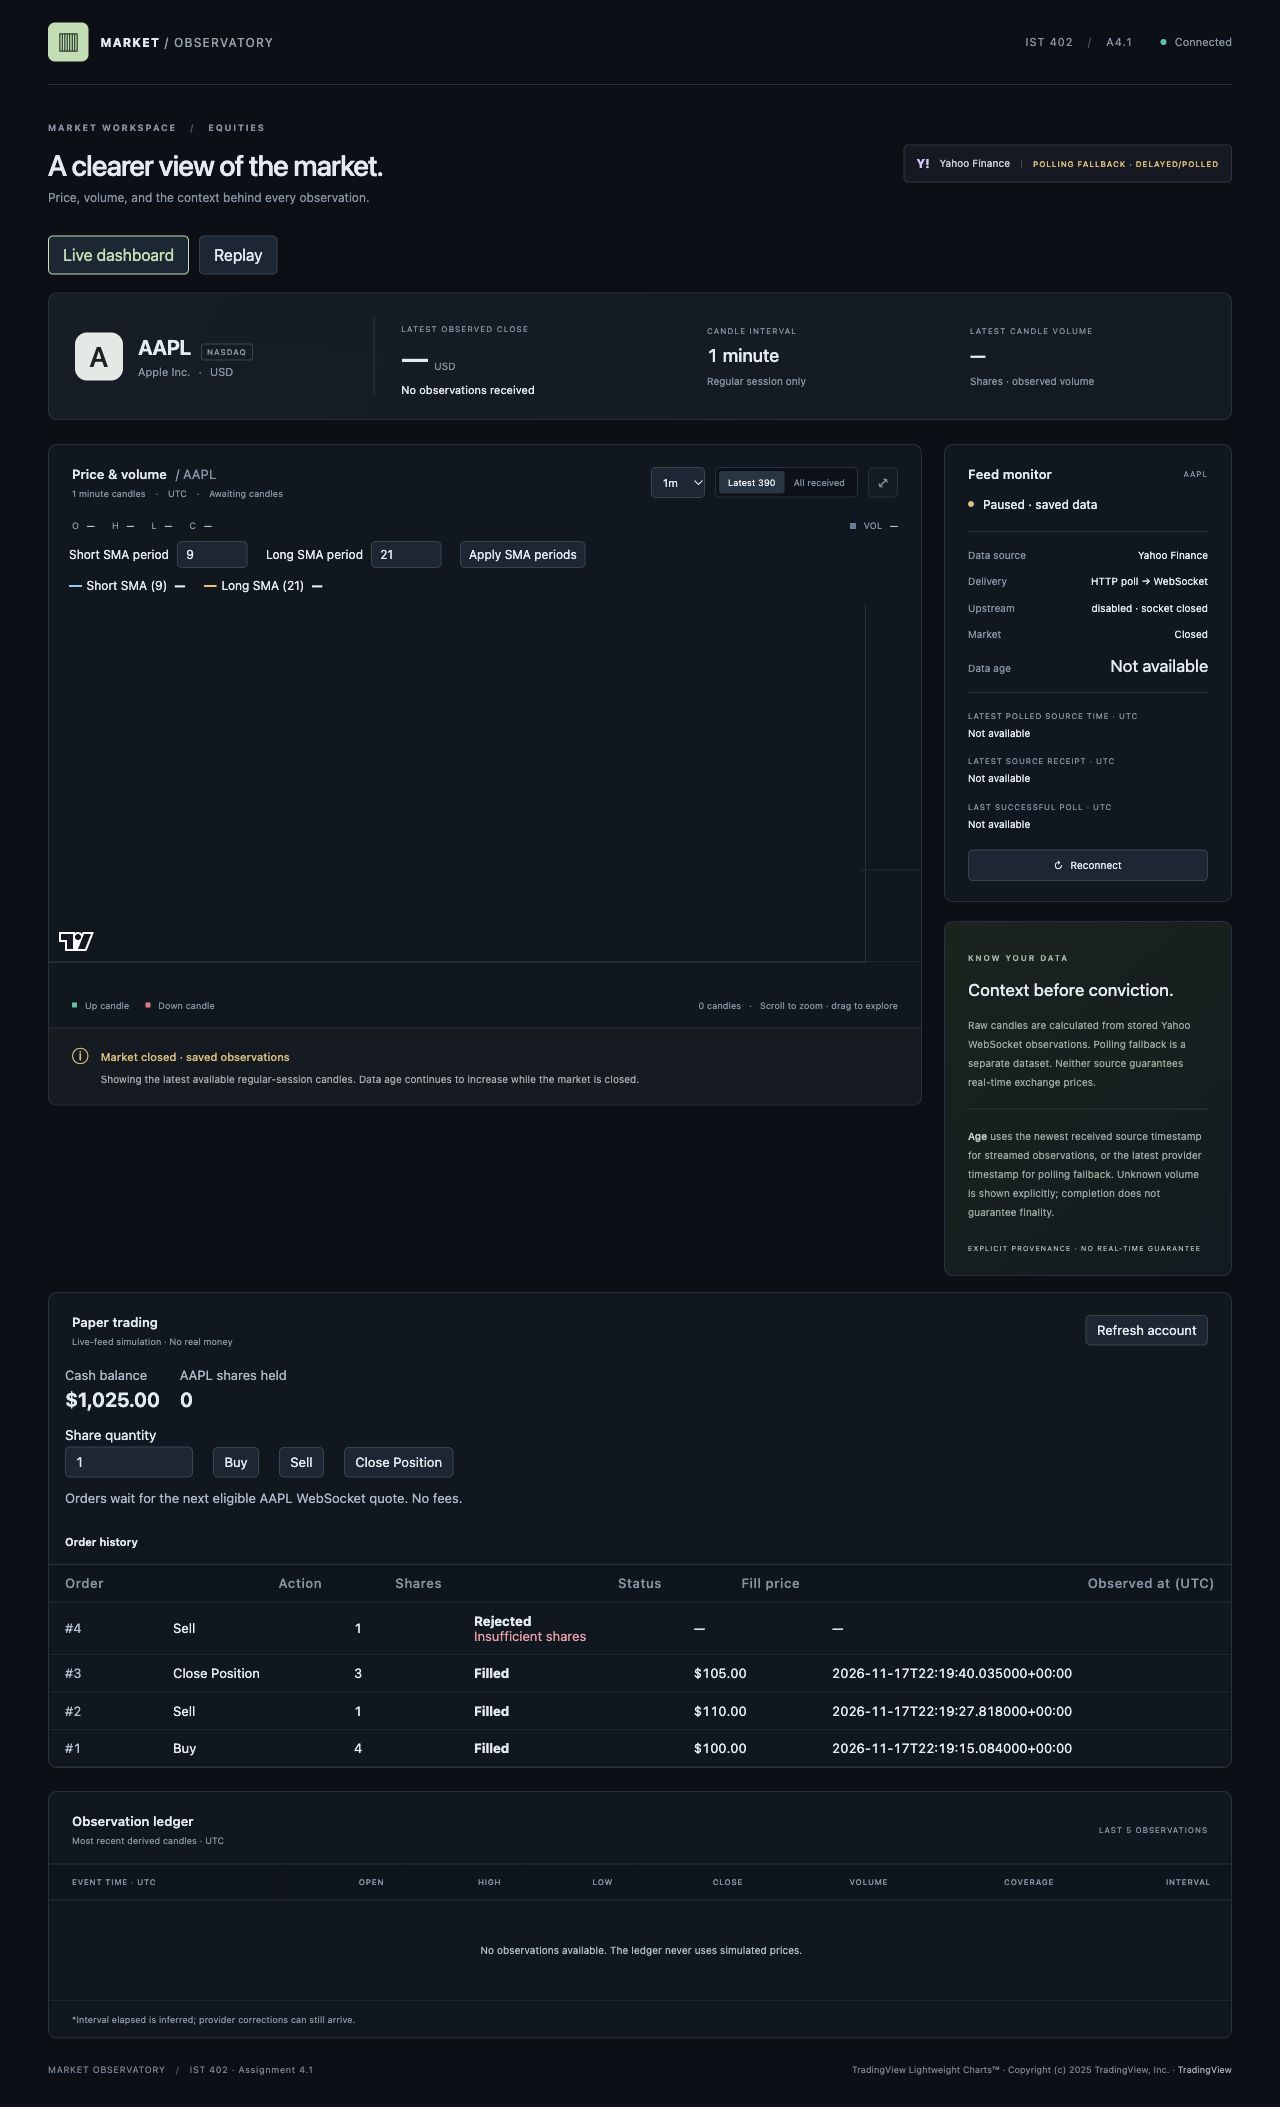 MARKET / OBSERVATORY
IST 402 / A4.1 Connected
MARKET WORKSPACE / EQUITIES
A clearer view of the market.
Price, volume, and the context behind every observation.
Y! Yahoo Finance | POLLING FALLBACK · DELAYED/POLLED
Live dashboard Replay
A
AAPL NASDAQ
Apple Inc. · USD
LATEST OBSERVED CLOSE
— USD
No observations received
CANDLE INTERVAL
1 minute
Regular session only
LATEST CANDLE VOLUME
—
Shares · observed volume
Price & volume / AAPL
1 minute candles · UTC · Awaiting candles
1m Latest 390 All received
O — H — L — C —
VOL —
Short SMA period 9 Long SMA period 21 Apply SMA periods
Short SMA (9) — Long SMA (21) —
Up candle Down candle
0 candles · Scroll to zoom · drag to explore
Market closed · saved observations
Showing the latest available regular-session candles. Data age continues to increase while the market is closed.
Feed monitor AAPL
Paused · saved data
Data source Yahoo Finance
Delivery HTTP poll → WebSocket
Upstream disabled · socket closed
Market Closed
Data age Not available
LATEST POLLED SOURCE TIME · UTC
Not available
LATEST SOURCE RECEIPT · UTC
Not available
LAST SUCCESSFUL POLL · UTC
Not available
↻ Reconnect
KNOW YOUR DATA
Context before conviction.
Raw candles are calculated from stored Yahoo
WebSocket observations. Polling fallback is a
separate dataset. Neither source guarantees
real-time exchange prices.
Age uses the newest received source timestamp
for streamed observations, or the latest provider
timestamp for polling fallback. Unknown volume
is shown explicitly; completion does not
guarantee finality.
EXPLICIT PROVENANCE · NO REAL-TIME GUARANTEE
Paper trading
Live-feed simulation · No real money
Refresh account
Cash balance AAPL shares held
$1,025.00 0
Share quantity
1 Buy Sell Close Position
Orders wait for the next eligible AAPL WebSocket quote. No fees.
Order history
Order Action Shares Status Fill price Observed at (UTC)
#4 Sell 1 Rejected — —
Insufficient shares
#3 Close Position 3 Filled $105.00 2026-11-17T22:19:40.035000+00:00
#2 Sell 1 Filled $110.00 2026-11-17T22:19:27.818000+00:00
#1 Buy 4 Filled $100.00 2026-11-17T22:19:15.084000+00:00
Observation ledger
Most recent derived candles · UTC
LAST 5 OBSERVATIONS
EVENT TIME · UTC OPEN HIGH LOW CLOSE VOLUME COVERAGE INTERVAL
No observations available. The ledger never uses simulated prices.
*Interval elapsed is inferred; provider corrections can still arrive.
MARKET OBSERVATORY / IST 402 · Assignment 4.1
TradingView Lightweight Charts™ · Copyright (c) 2025 TradingView, Inc. · TradingView